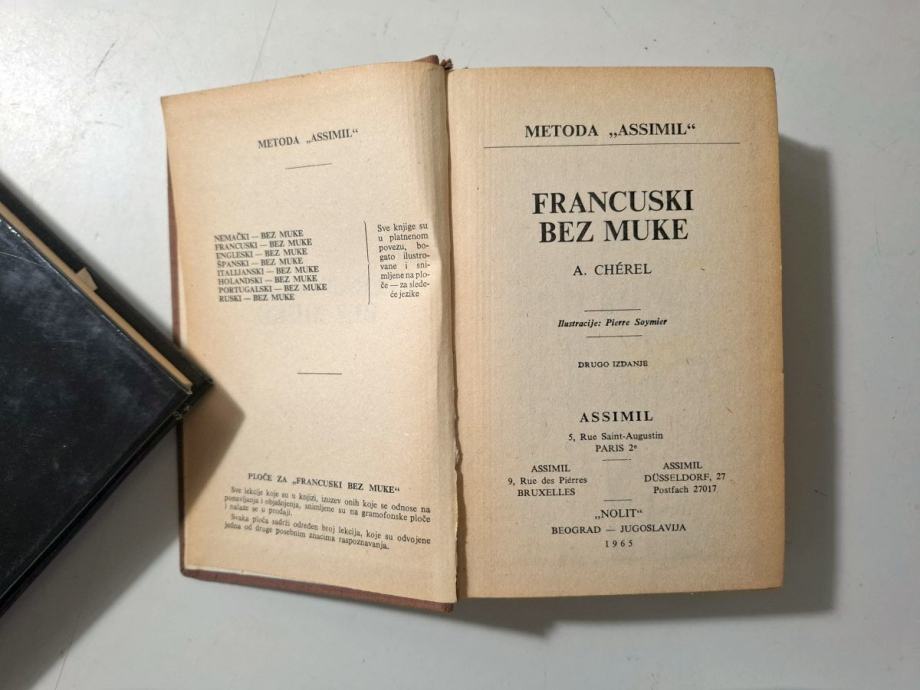 METODA „ASSIMIL“
NEMAČKI — BEZ MUKE
FRANCUSKI — BEZ MUKE
ENGLESKI — BEZ MUKE
ŠPANSKI — BEZ MUKE
ITALIJANSKI — BEZ MUKE
HOLANDSKI — BEZ MUKE
PORTUGALSKI — BEZ MUKE
RUSKI — BEZ MUKE
Sve knjige su
u platnenom
povezu, bo-
gato ilustro-
vane i sni-
mljene na plo-
če — za slede-
će jezike
PLOČE ZA „FRANCUSKI BEZ MUKE“
Sve lekcije koje su u knjizi, izuzev onih koje se odnose na
ponavljanja i objašnjenja, snimljene su na gramofonske ploče
i nalaze se u prodaji.
Svaka ploča sadrži određen broj lekcija, koje su odvojene
jedna od druge posebnim znacima raspoznavanja.
METODA „ASSIMIL“
FRANCUSKI
BEZ MUKE
A. CHÉREL
Ilustracije: Pierre Soymier
DRUGO IZDANJE
ASSIMIL
5, Rue Saint-Augustin
PARIS 2e
ASSIMIL
9, Rue des Piérres
BRUXELLES
ASSIMIL
DÜSSELDORF, 27
Postfach 27017
„NOLIT“
BEOGRAD — JUGOSLAVIJA
1965